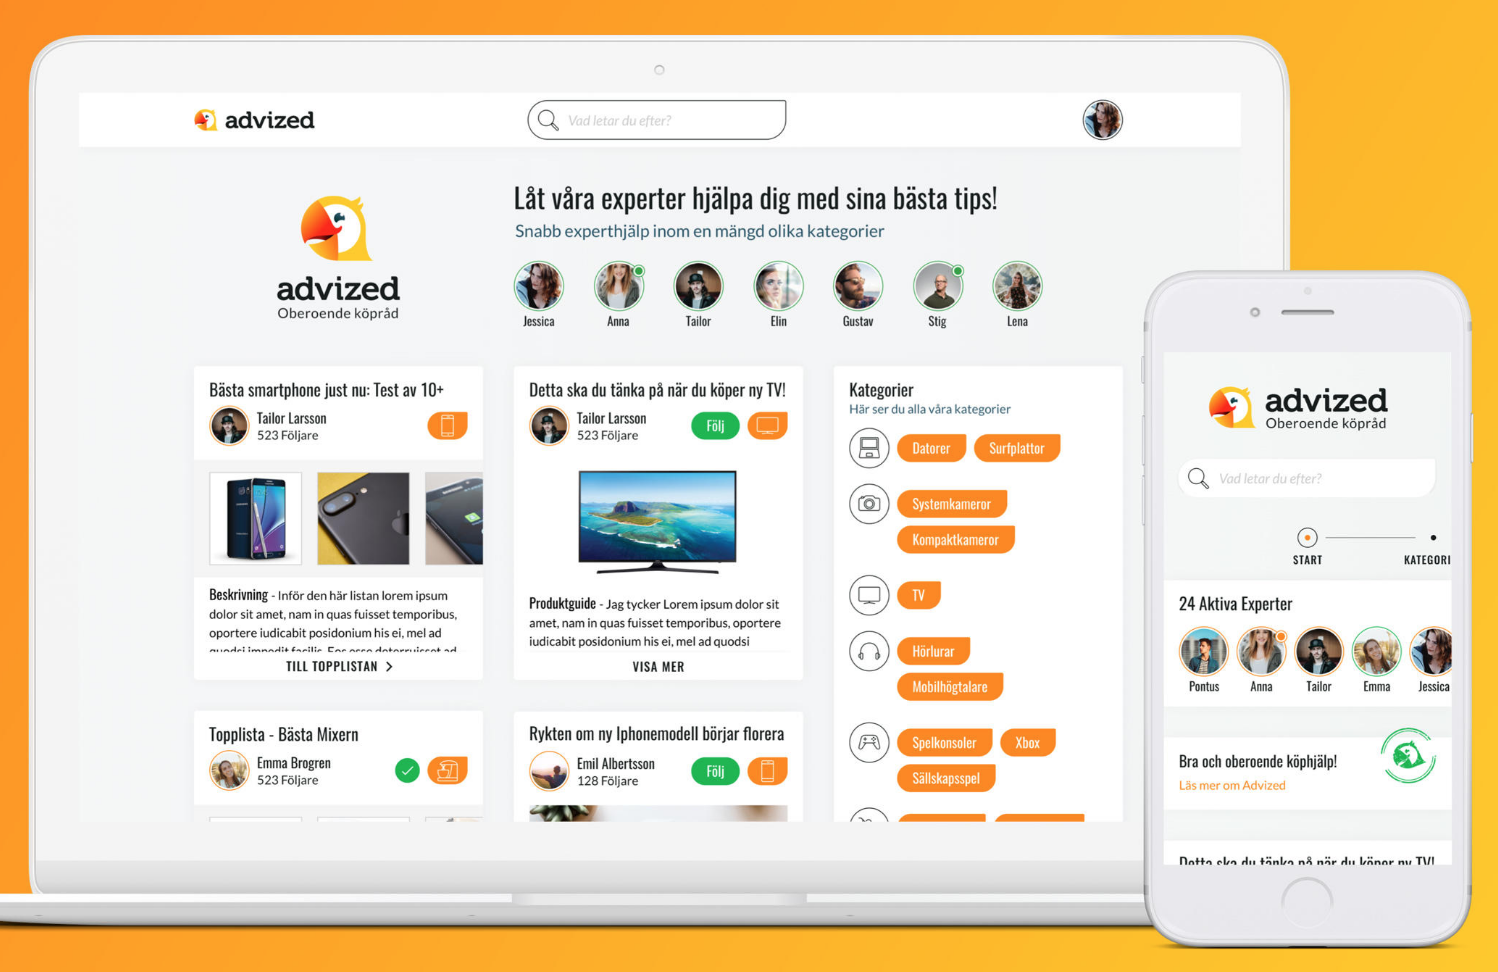 advized
Vad letar du efter?
advized
Oberoende köpråd
Låt våra experter hjälpa dig med sina bästa tips!
Snabb experthjälp inom en mängd olika kategorier
Jessica
Anna
Tailor
Elin
Gustav
Stig
Lena
Bästa smartphone just nu: Test av 10+
Tailor Larsson
523 Följare
Beskrivning - Inför den här listan lorem ipsum
dolor sit amet, nam in quas fuisset temporibus,
oportere iudicabit posidonium his ei, mel ad
quodsi impedit facilis. Eos esse deterruisset ad
TILL TOPPLISTAN >
Detta ska du tänka på när du köper ny TV!
Tailor Larsson
523 Följare
Följ
Produktguide - Jag tycker Lorem ipsum dolor sit
amet, nam in quas fuisset temporibus, oportere
iudicabit posidonium his ei, mel ad quodsi
VISA MER
Kategorier
Här ser du alla våra kategorier
Datorer
Surfplattor
Systemkameror
Kompaktkameror
TV
Hörlurar
Mobilhögtalare
Spelkonsoler
Xbox
Sällskapsspel
Topplista - Bästa Mixern
Emma Brogren
523 Följare
Rykten om ny Iphonemodell börjar florera
Emil Albertsson
128 Följare
Följ
advized
Oberoende köpråd
Vad letar du efter?
START
KATEGORI
24 Aktiva Experter
Pontus
Anna
Tailor
Emma
Jessica
Bra och oberoende köphjälp!
Läs mer om Advized
Detta ska du tänka på när du köper ny TV!